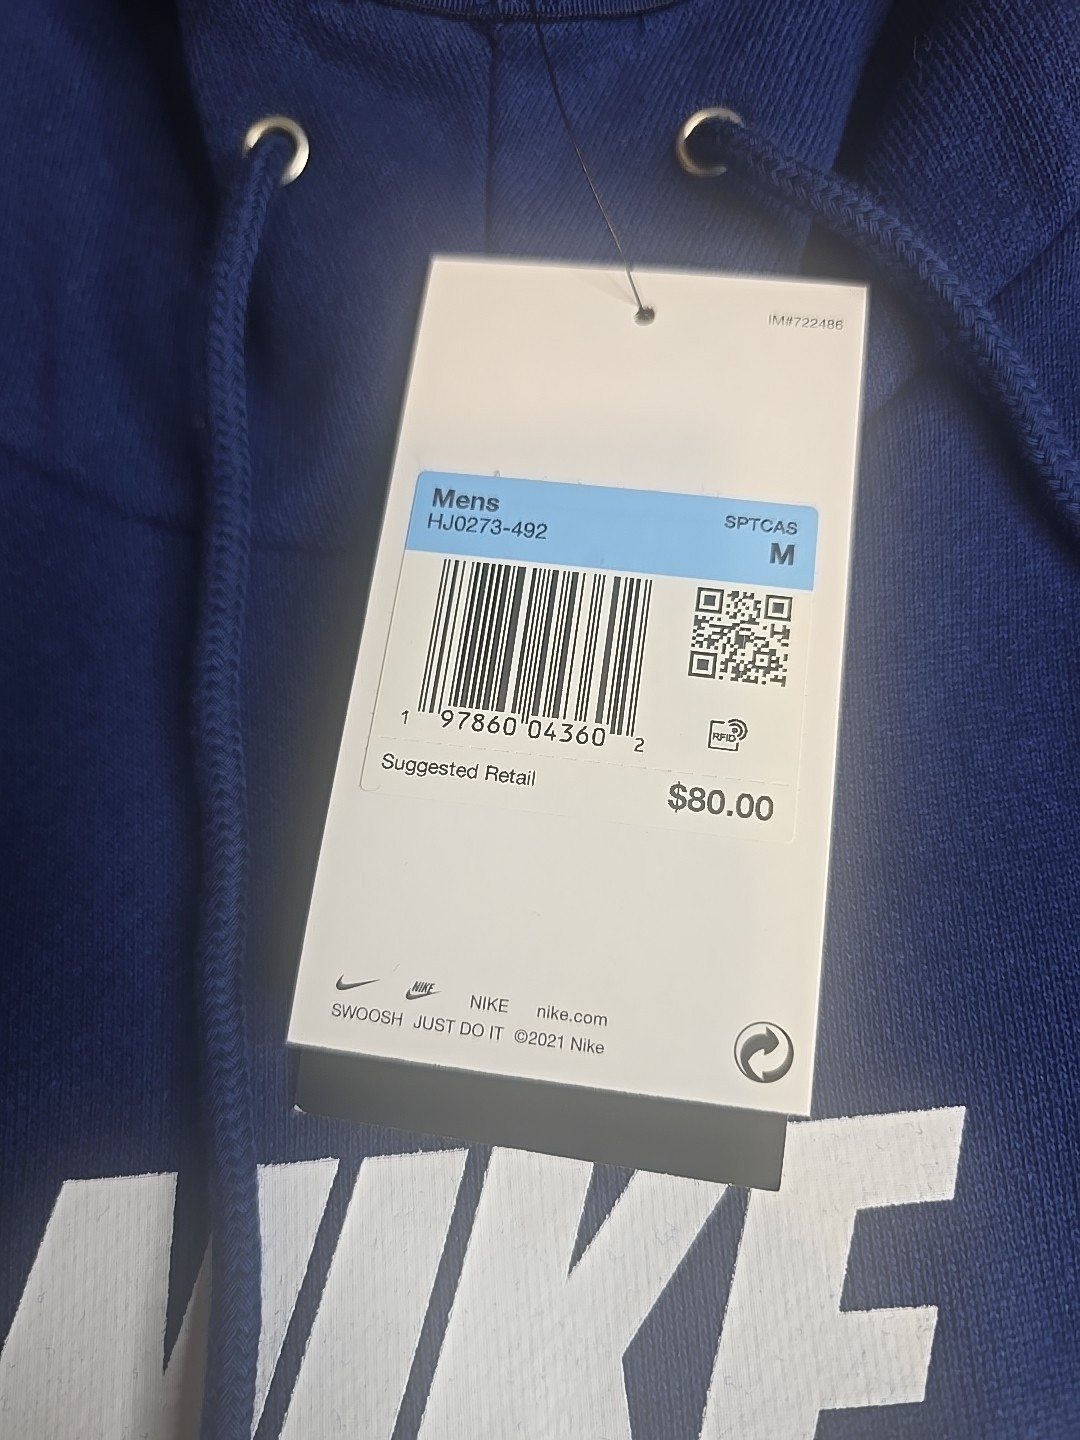 IM#722486
Mens
HJ0273-492
SPTCAS
M
1 97860 04360 2
RFID
Suggested Retail
$80.00
NIKE NIKE nike.com
SWOOSH JUST DO IT ©2021 Nike
NIKE